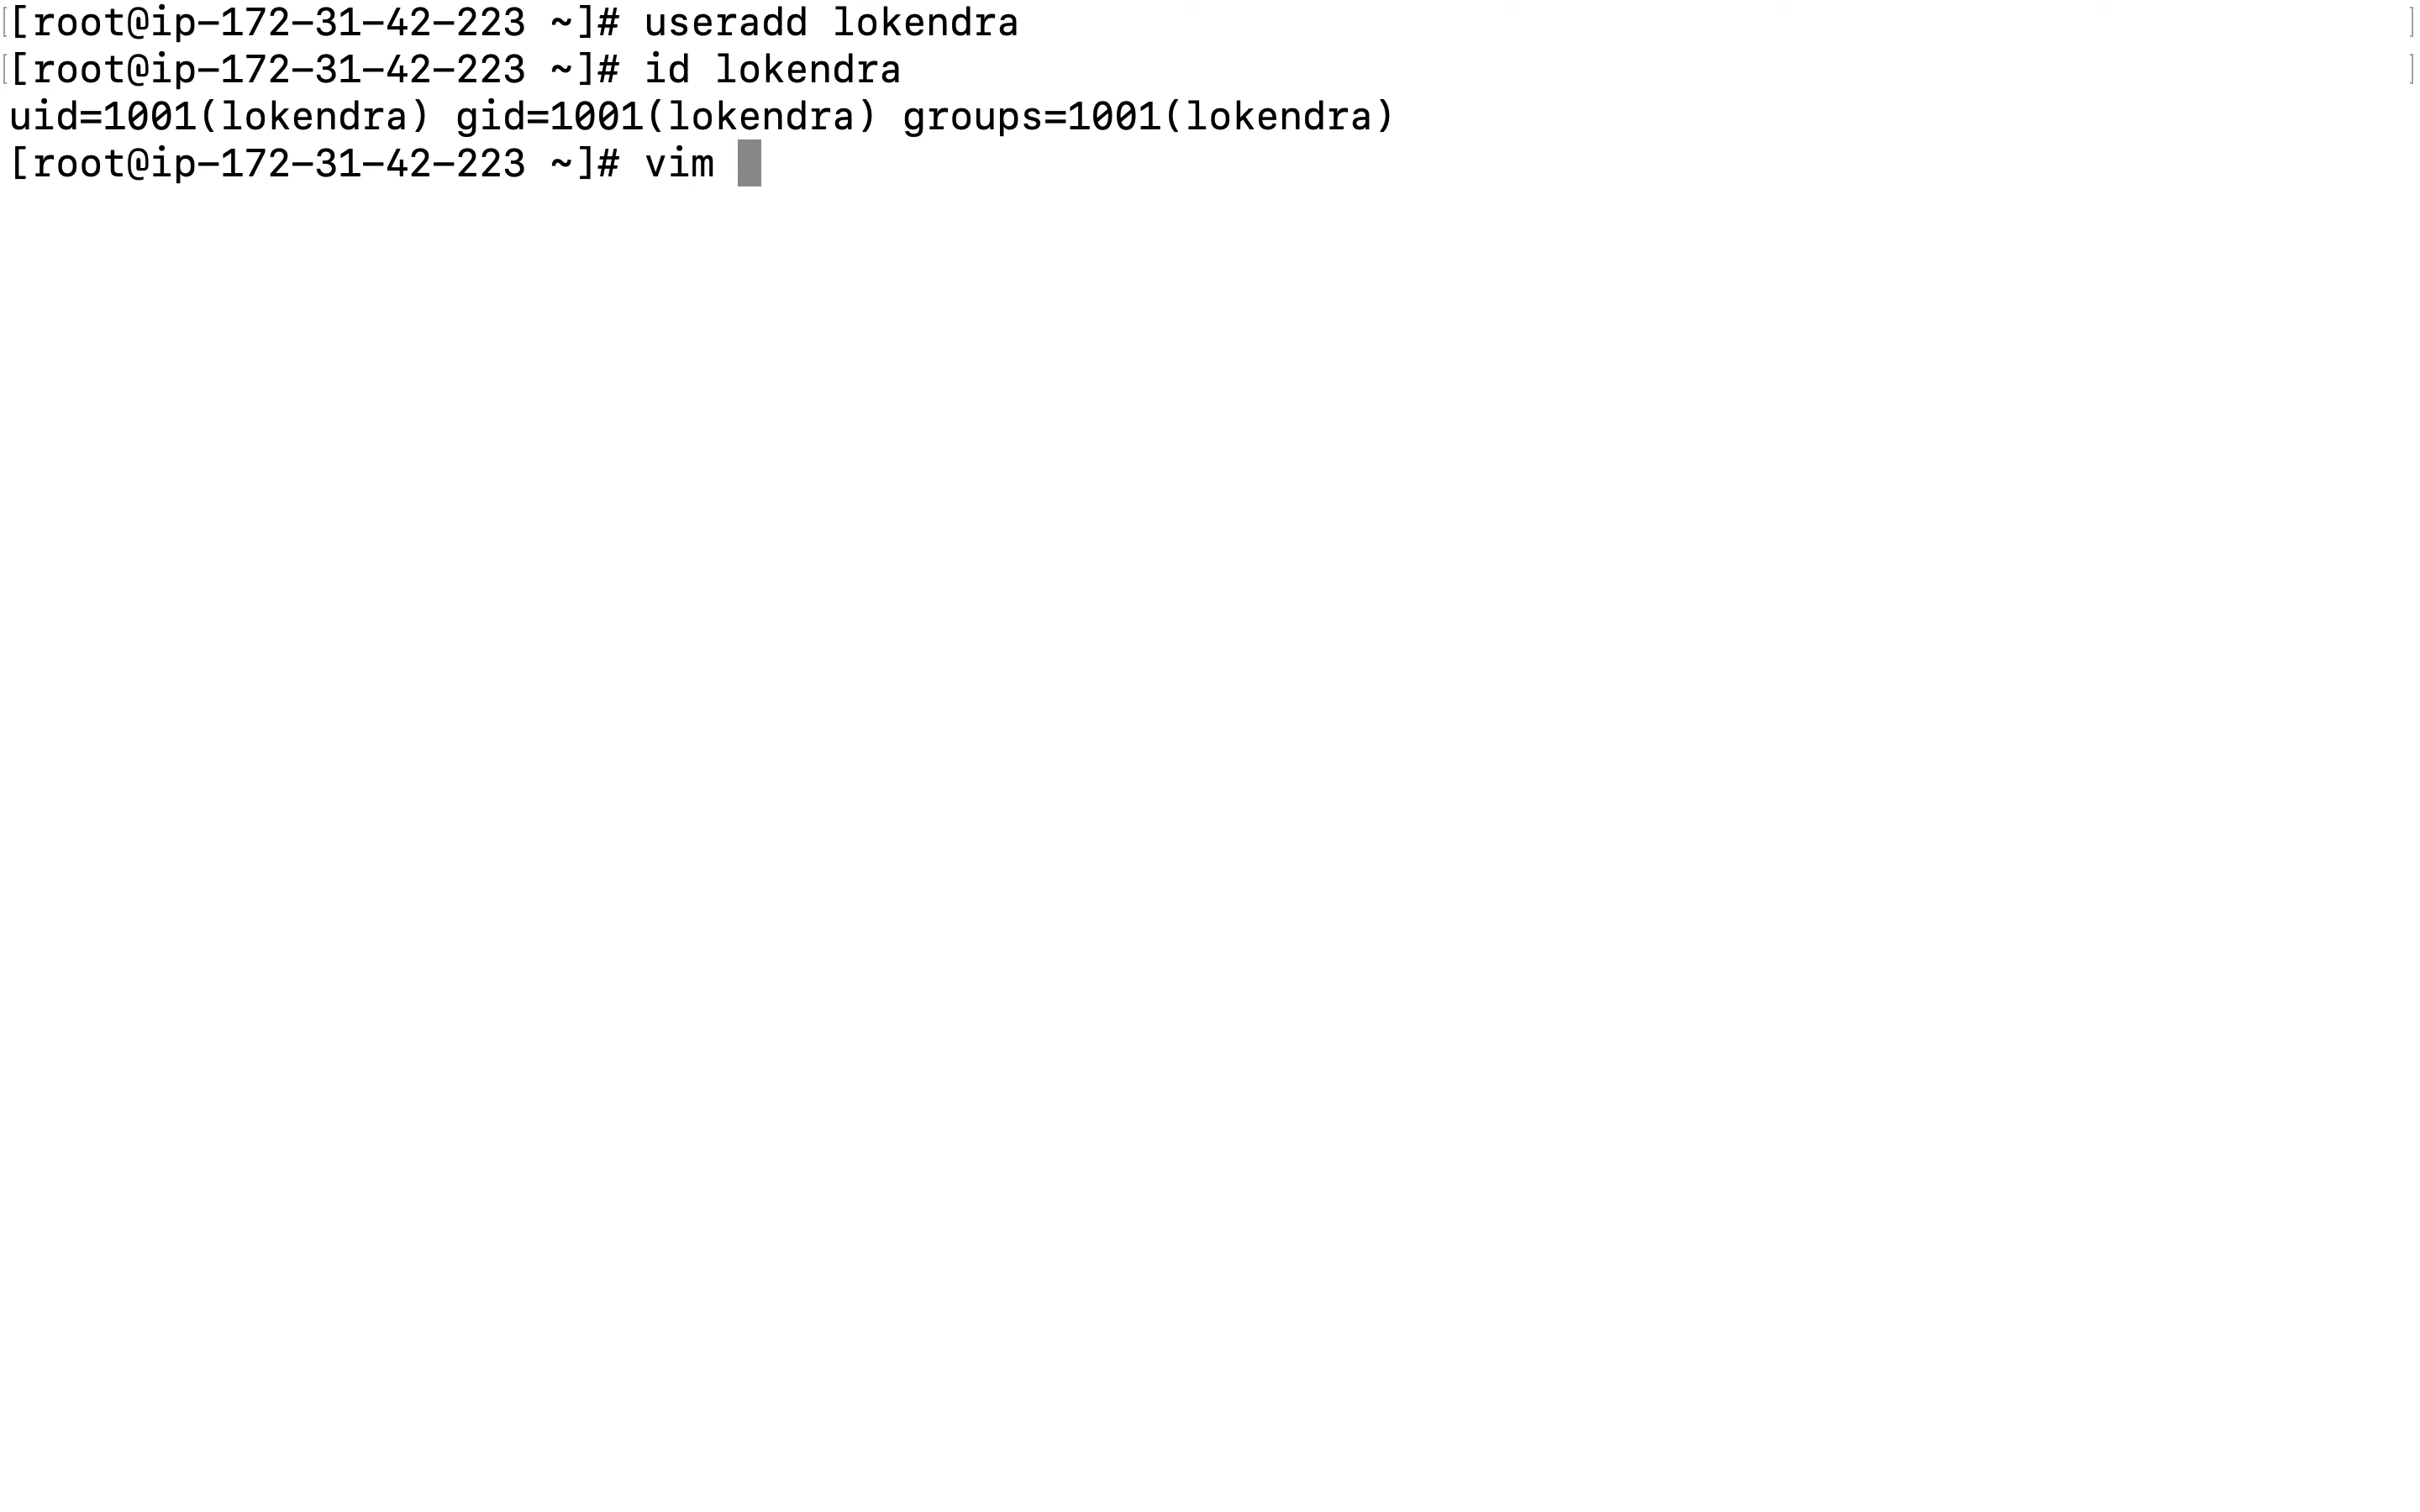 [root@ip-172-31-42-223 ~]# useradd lokendra
[root@ip-172-31-42-223 ~]# id lokendra
uid=1001(lokendra) gid=1001(lokendra) groups=1001(lokendra)
[root@ip-172-31-42-223 ~]# vim